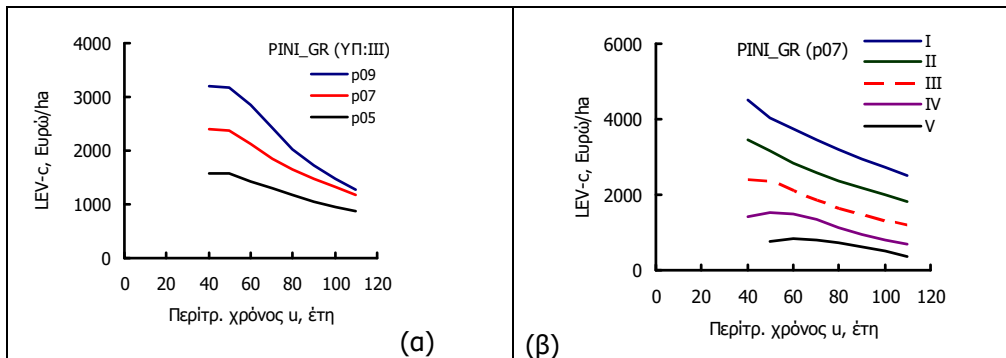 PINI_GR (ΥΠ:III)
p09
p07
p05
LEV-c, Ευρώ/ha
4000
3000
2000
1000
0
0 20 40 60 80 100 120
Περίτρ. χρόνος u, έτη
(α)
PINI_GR (p07)
I
II
III
IV
V
LEV-c, Ευρώ/ha
6000
4000
2000
0
0 20 40 60 80 100 120
Περίτρ. χρόνος u, έτη
(β)